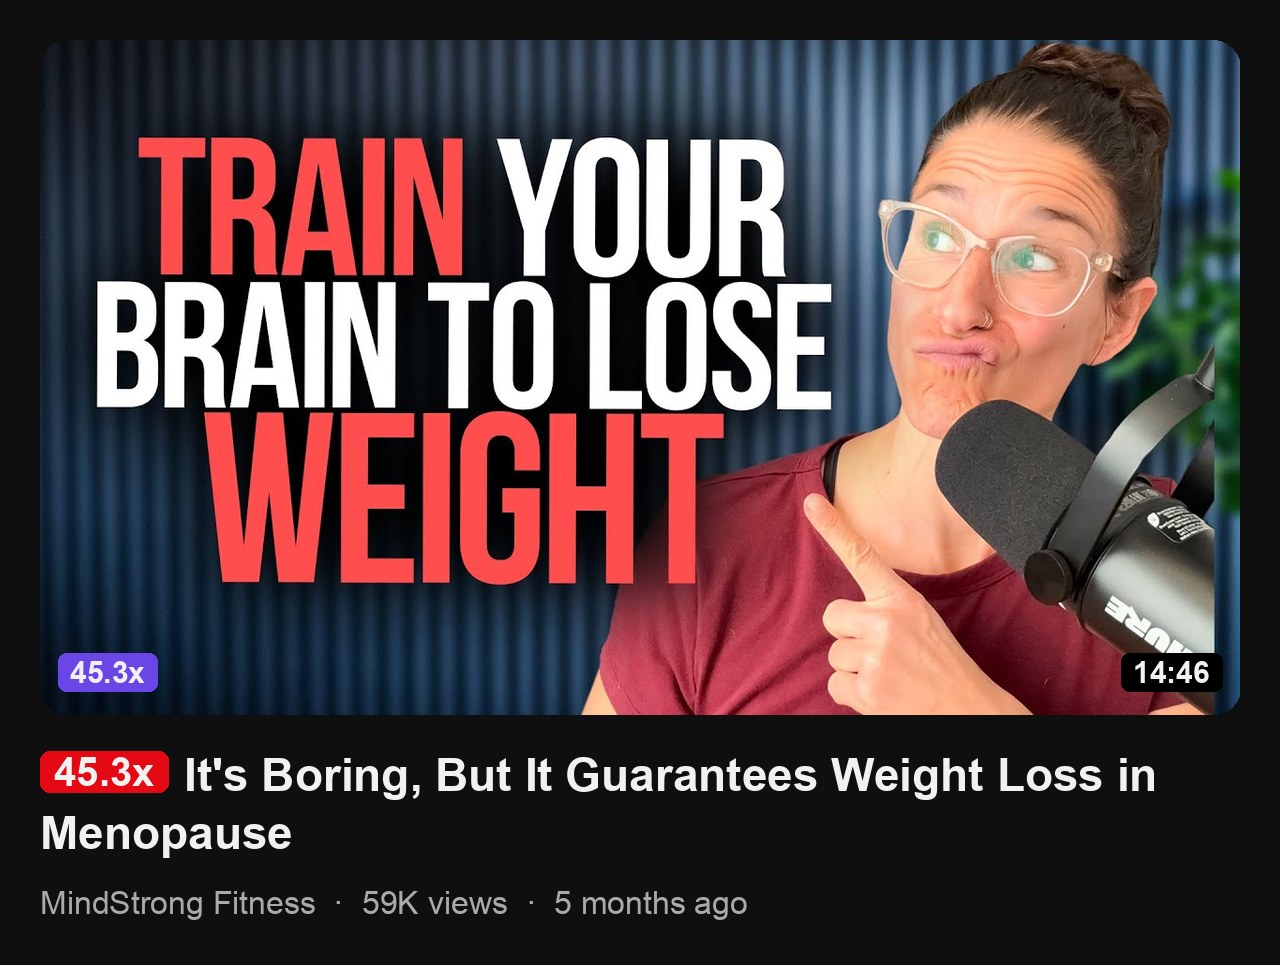 TRAIN YOUR
BRAIN TO LOSE
WEIGHT
SHURE
45.3x
14:46
45.3x It's Boring, But It Guarantees Weight Loss in
Menopause
MindStrong Fitness · 59K views · 5 months ago